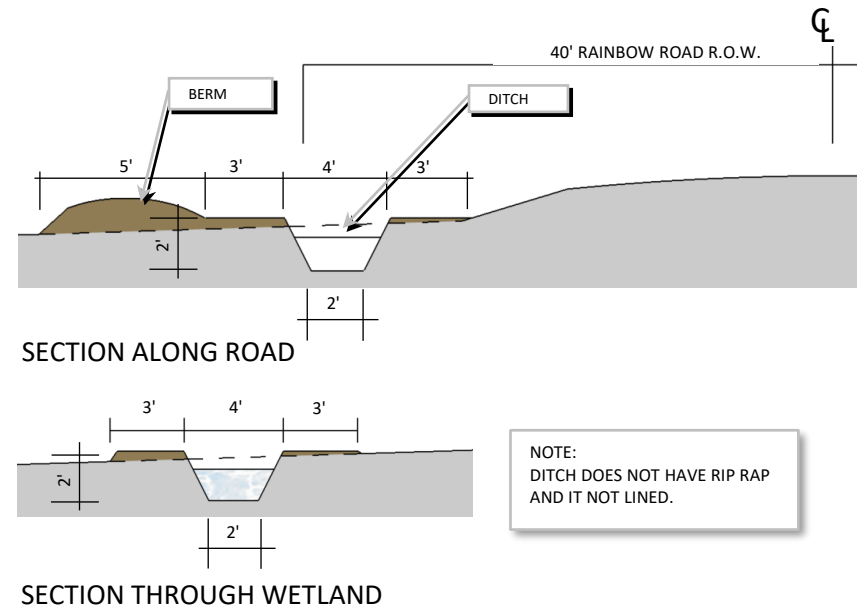 ℄
40' RAINBOW ROAD R.O.W.
BERM
DITCH
5' 3' 4' 3'
2'
2'
SECTION ALONG ROAD
3' 4' 3'
2'
2'
SECTION THROUGH WETLAND
NOTE:
DITCH DOES NOT HAVE RIP RAP
AND IT NOT LINED.